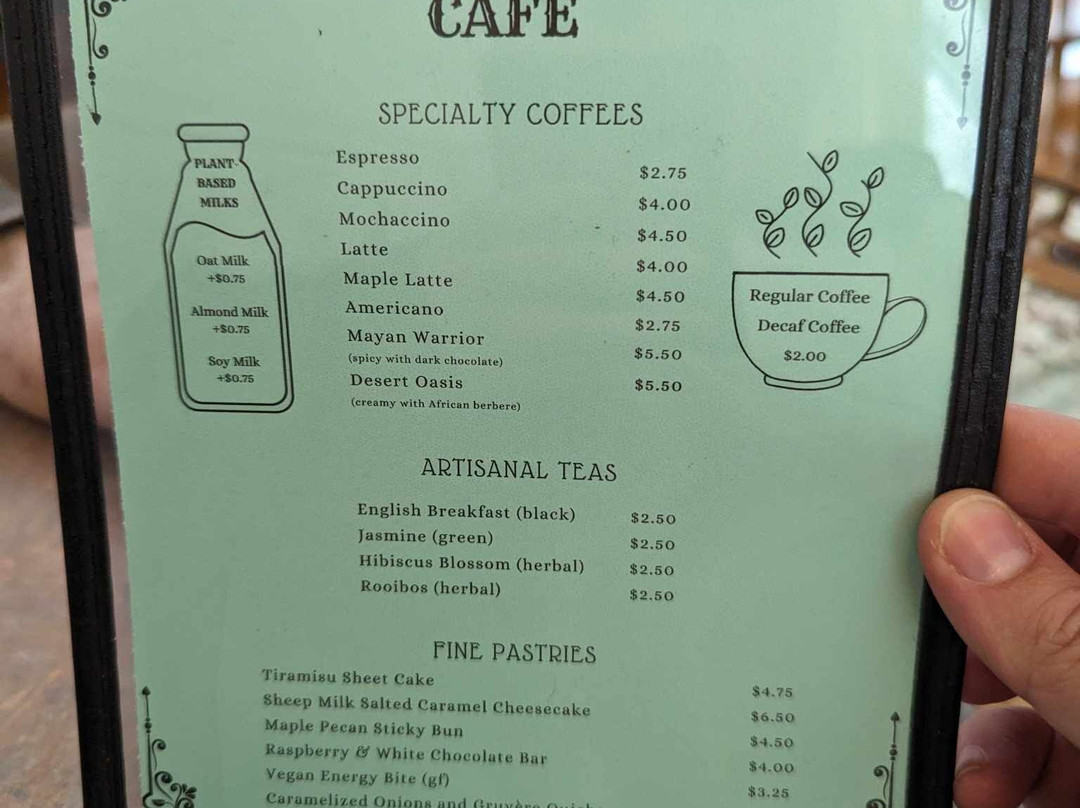 CAFE
SPECIALTY COFFEES
PLANT-
BASED
MILKS
Oat Milk
+$0.75
Almond Milk
+$0.75
Soy Milk
+$0.75
Espresso $2.75
Cappuccino $4.00
Mochaccino $4.50
Latte $4.00
Maple Latte $4.50
Americano $2.75
Mayan Warrior $5.50
(spicy with dark chocolate)
Desert Oasis $5.50
(creamy with African berbere)
Regular Coffee
Decaf Coffee
$2.00
ARTISANAL TEAS
English Breakfast (black) $2.50
Jasmine (green) $2.50
Hibiscus Blossom (herbal) $2.50
Rooibos (herbal) $2.50
FINE PASTRIES
Tiramisu Sheet Cake $4.75
Sheep Milk Salted Caramel Cheesecake $6.50
Maple Pecan Sticky Bun $4.50
Raspberry & White Chocolate Bar $4.00
Vegan Energy Bite (gf) $3.25
Caramelized Onions and Gruyère Quiche